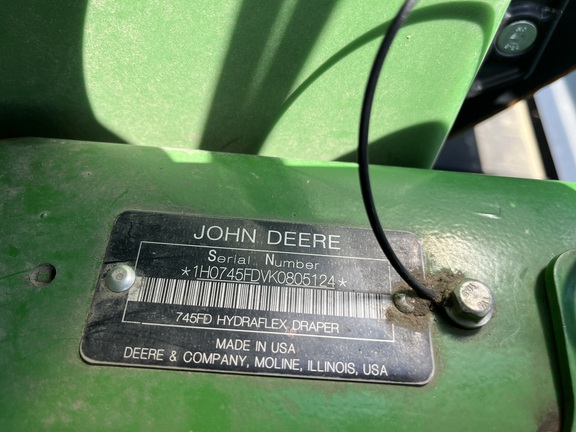 JOHN DEERE
Serial Number
*1H0745FDVK0805124*
745FD HYDRAFLEX DRAPER
MADE IN USA
DEERE & COMPANY, MOLINE, ILLINOIS, USA